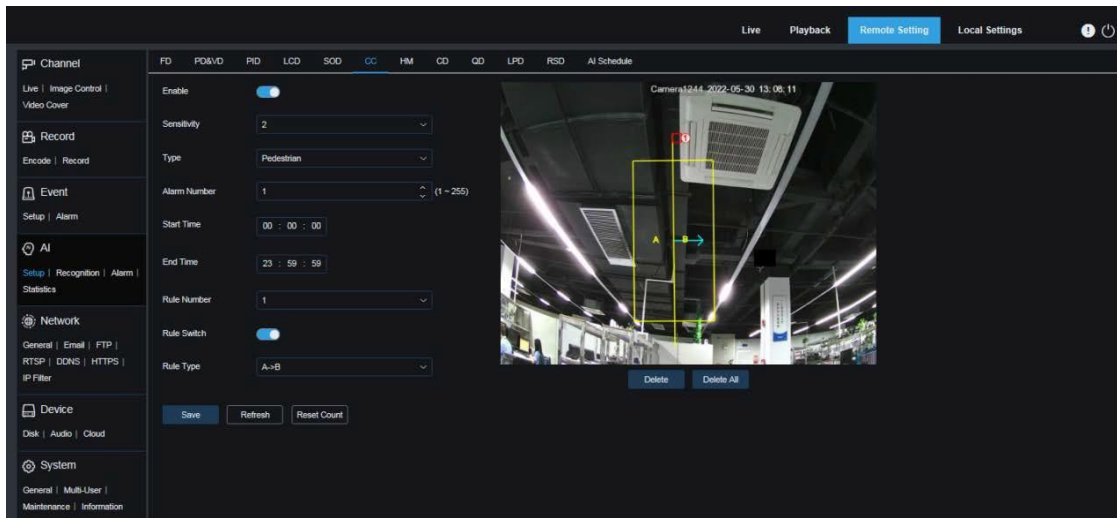 Live Playback Remote Setting Local Settings
Channel
Live | Image Control |
Video Cover
Record
Encode | Record
Event
Setup | Alarm
AI
Setup | Recognition | Alarm |
Statistics
Network
General | Email | FTP |
RTSP | DDNS | HTTPS |
IP Filter
Device
Disk | Audio | Cloud
System
General | Multi-User |
Maintenance | Information
FD PD&VD PID LCD SOD CC HM CD QD LPD RSD AI Schedule
Enable
Sensitivity 2
Type Pedestrian
Alarm Number 1 (1 ~ 255)
Start Time 00 : 00 : 00
End Time 23 : 59 : 59
Rule Number 1
Rule Switch
Rule Type A->B
Save Refresh Reset Count
Camera1244 2022-05-30 13:06:11
1
A B
Delete Delete All